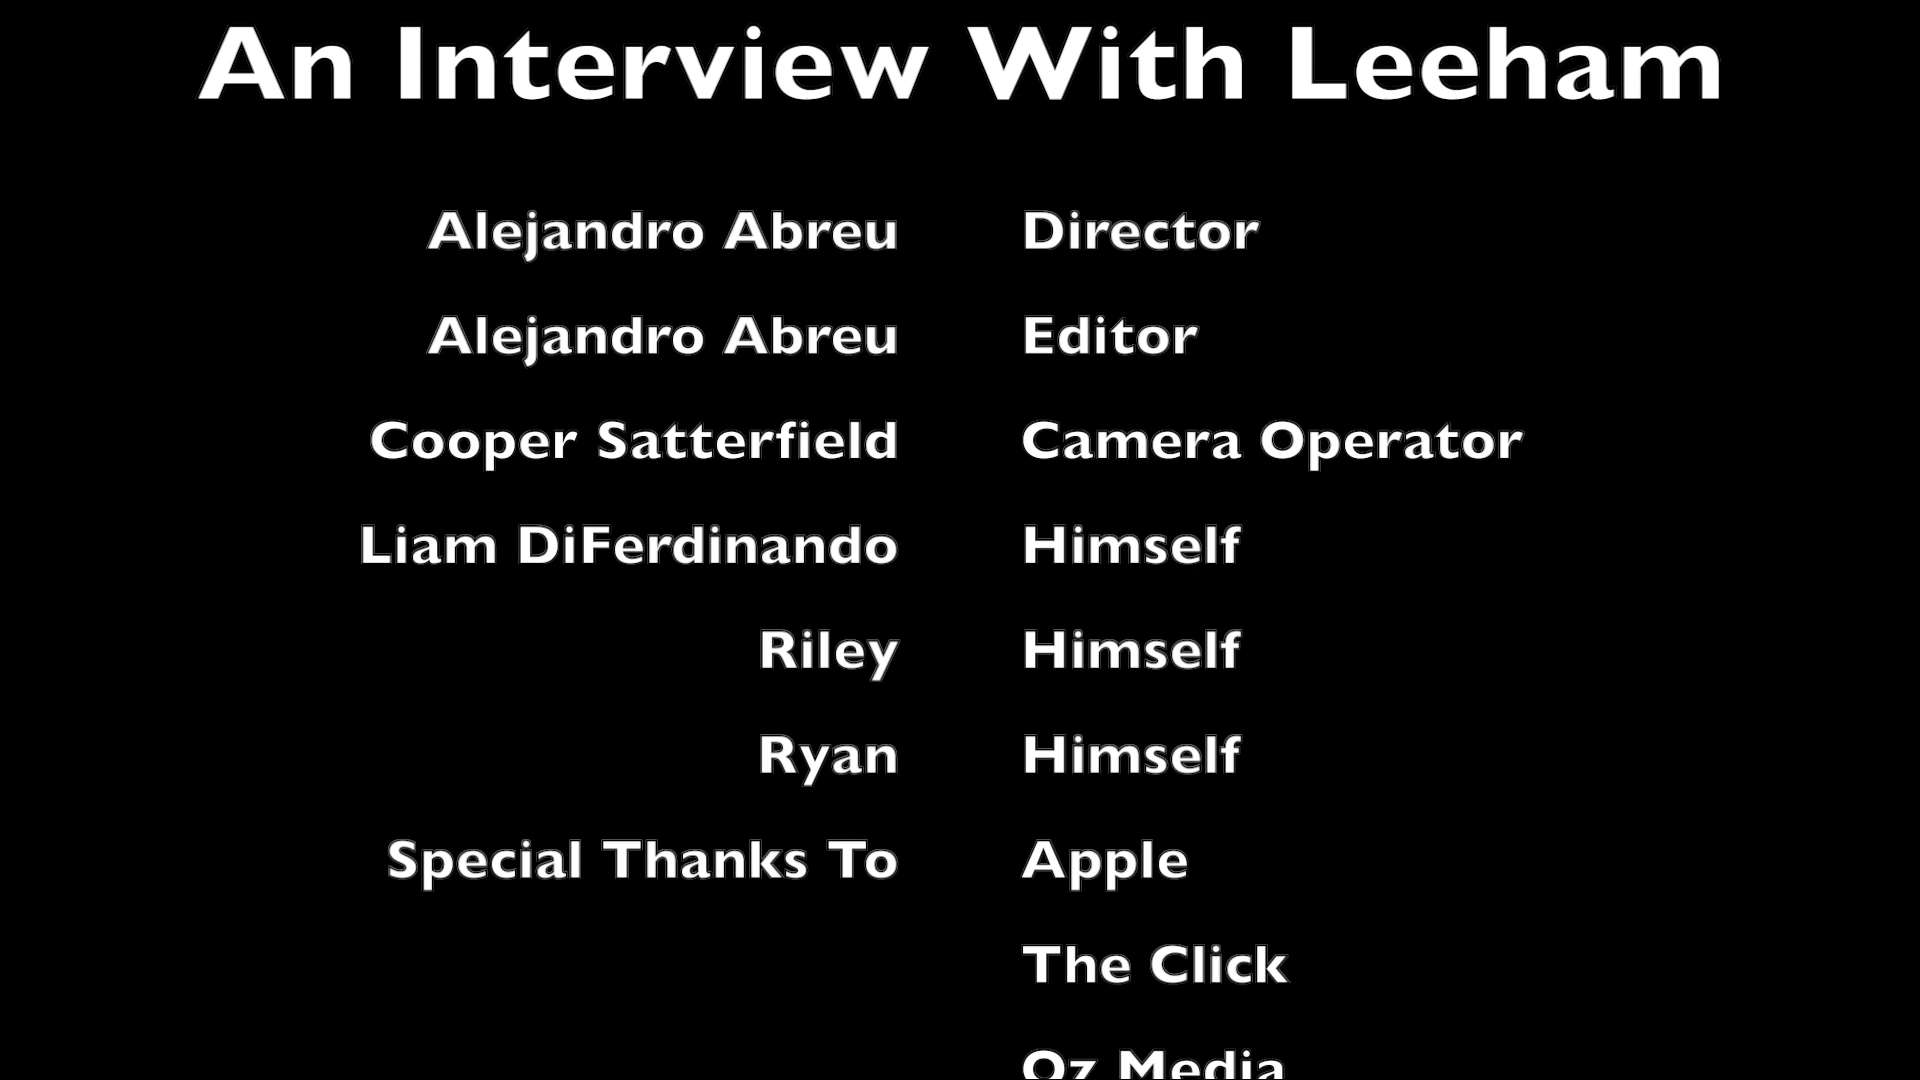 An Interview With Leeham
Alejandro Abreu Director
Alejandro Abreu Editor
Cooper Satterfield Camera Operator
Liam DiFerdinando Himself
Riley Himself
Ryan Himself
Special Thanks To Apple
The Click
Oz Media